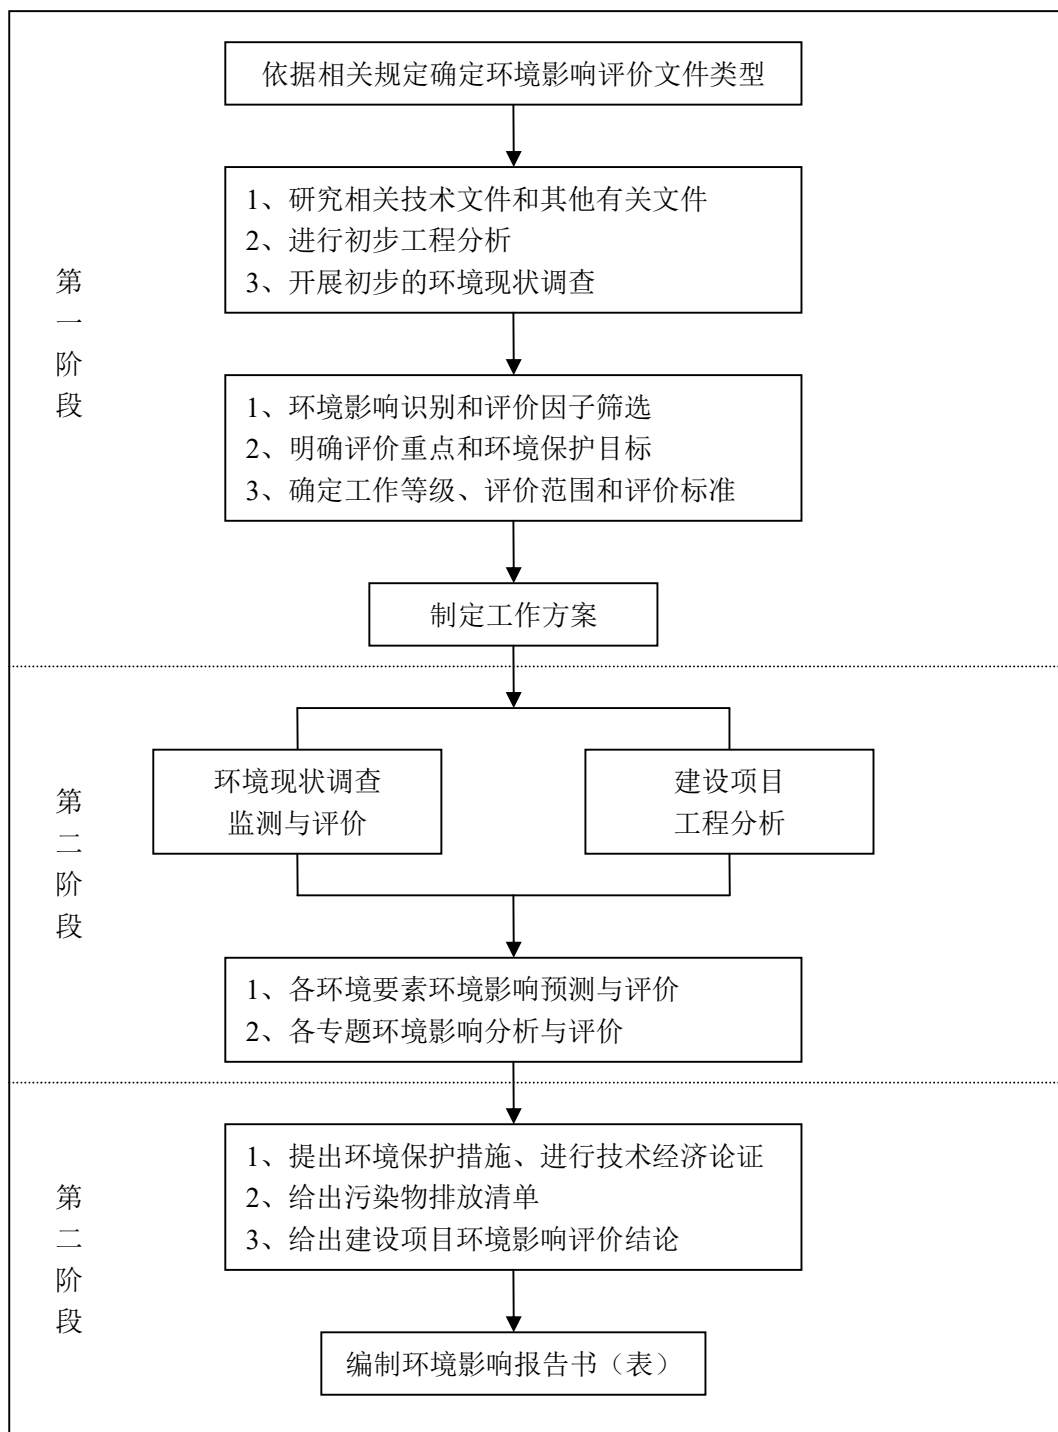 依据相关规定确定环境影响评价文件类型
1、研究相关技术文件和其他有关文件
2、进行初步工程分析
3、开展初步的环境现状调查
第
一
阶
段
1、环境影响识别和评价因子筛选
2、明确评价重点和环境保护目标
3、确定工作等级、评价范围和评价标准
制定工作方案
环境现状调查
监测与评价
建设项目
工程分析
第
二
阶
段
1、各环境要素环境影响预测与评价
2、各专题环境影响分析与评价
1、提出环境保护措施、进行技术经济论证
2、给出污染物排放清单
3、给出建设项目环境影响评价结论
第
二
阶
段
编制环境影响报告书（表）